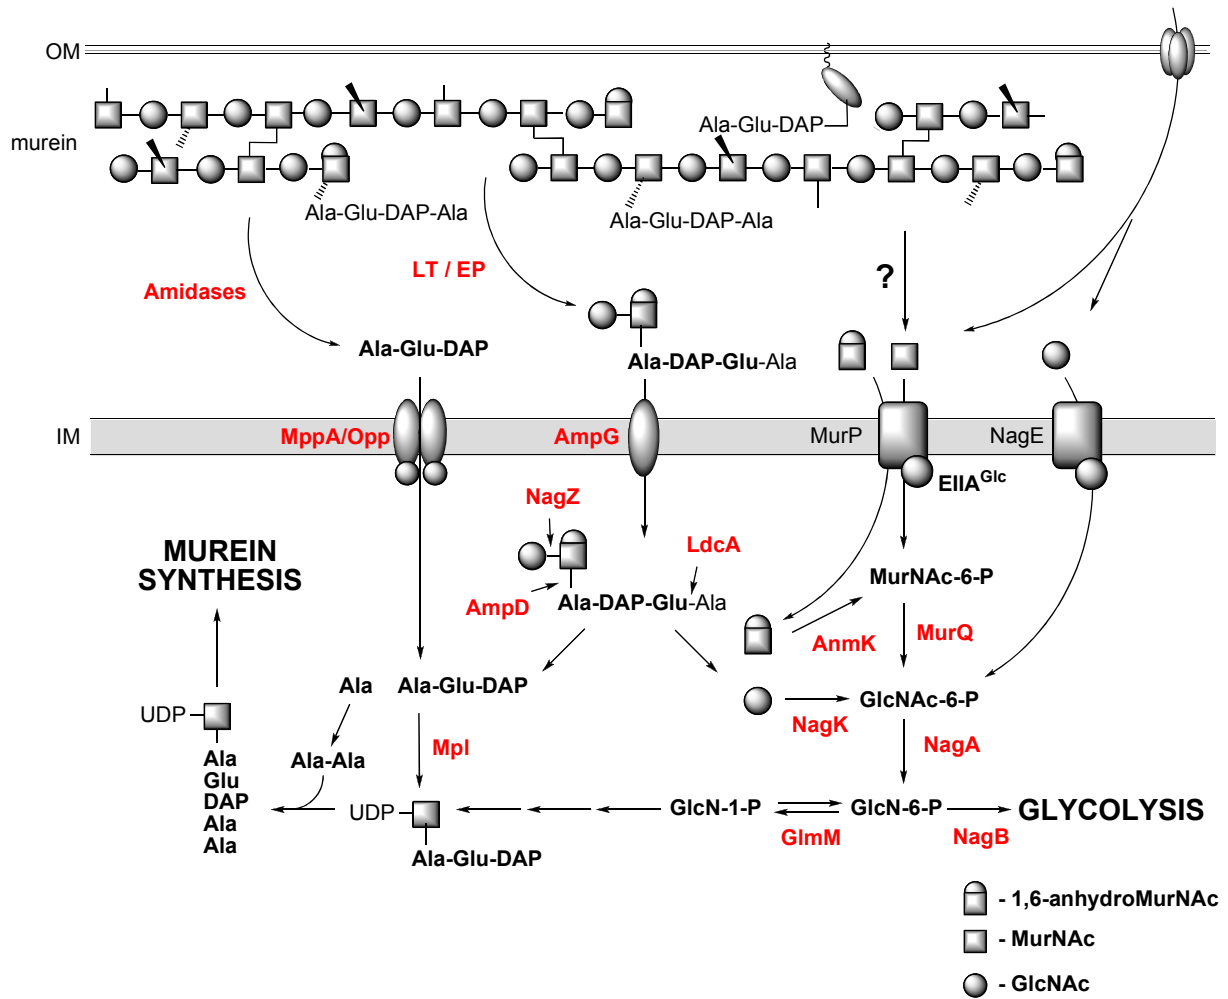 OM
murein
Ala-Glu-DAP
Ala-Glu-DAP-Ala
Ala-Glu-DAP-Ala
LT / EP
?
Amidases
Ala-Glu-DAP
Ala-DAP-Glu-Ala
IM
MppA/Opp
AmpG
MurP
NagE
EIIAGlc
NagZ
LdcA
MUREIN
SYNTHESIS
MurNAc-6-P
AmpD
Ala-DAP-Glu-Ala
AnmK
MurQ
Ala
Ala-Glu-DAP
GlcNAc-6-P
UDP
NagK
NagA
Mpl
Ala
Glu
DAP
Ala
Ala
Ala-Ala
UDP
GlcN-1-P
GlcN-6-P
GLYCOLYSIS
GlmM
NagB
Ala-Glu-DAP
- 1,6-anhydroMurNAc
- MurNAc
- GlcNAc